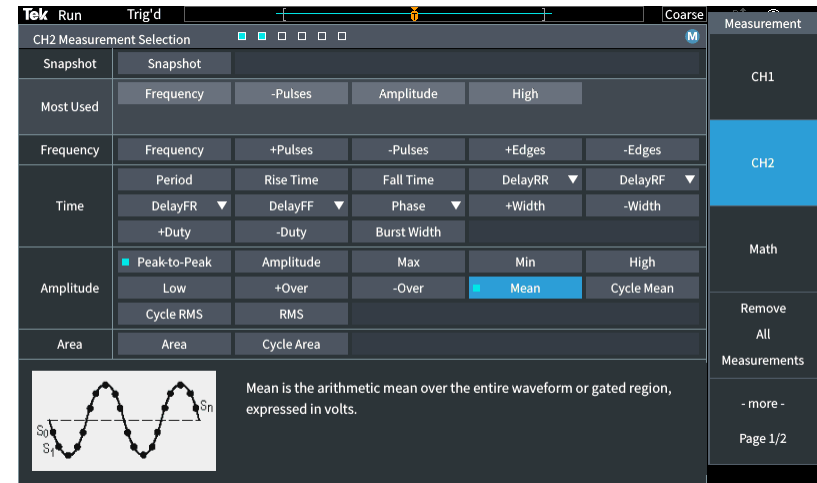 Tek Run Trig'd Coarse
Measurement
CH2 Measurement Selection M
Snapshot Snapshot
CH1
Most Used Frequency -Pulses Amplitude High
Frequency Frequency +Pulses -Pulses +Edges -Edges
CH2
Time Period Rise Time Fall Time DelayRR DelayRF
DelayFR DelayFF Phase +Width -Width
+Duty -Duty Burst Width
Math
Amplitude Peak-to-Peak Amplitude Max Min High
Low +Over -Over Mean Cycle Mean
Cycle RMS RMS
Remove
All
Measurements
Area Area Cycle Area
Mean is the arithmetic mean over the entire waveform or gated region,
expressed in volts.
S0 S1 Sn
- more -
Page 1/2